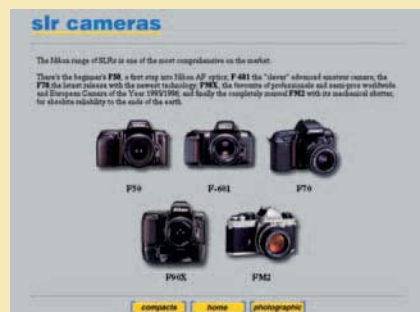 slr cameras
The Nikon range of SLRs is one of the most comprehensive on the market.
There's the beginner's F50, a first step into Nikon AF optics, F-601 the "clever" advanced amateur camera, the
F70, the latest release with the newest technology, F90X, the favourite of professionals and semi-pros worldwide
and European Camera of the Year 1995/1996, and finally the completely manual FM2 with its mechanical shutter,
for absolute reliability to the ends of the earth.
F50 F-601 F70
F90X FM2
compacts home photographic